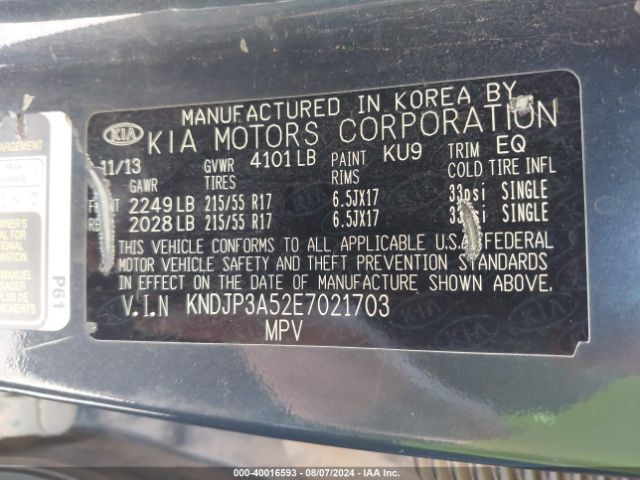 MANUFACTURED IN KOREA BY
KIA KIA MOTORS CORPORATION
11/13 GVWR 4101 LB PAINT KU9 TRIM EQ
GAWR TIRES RIMS COLD TIRE INFL
2249 LB 215/55 R17 6.5JX17 33psi SINGLE
2028 LB 215/55 R17 6.5JX17 SINGLE
THIS VEHICLE CONFORMS TO ALL APPLICABLE U.S.A FEDERAL
MOTOR VEHICLE SAFETY AND THEFT PREVENTION STANDARDS
IN EFFECT ON THE DATE OF MANUFACTURE SHOWN ABOVE.
V.I.N KNDJP3A52E7021703
MPV
P61
000-40016593 - 08/07/2024 - IAA Inc.